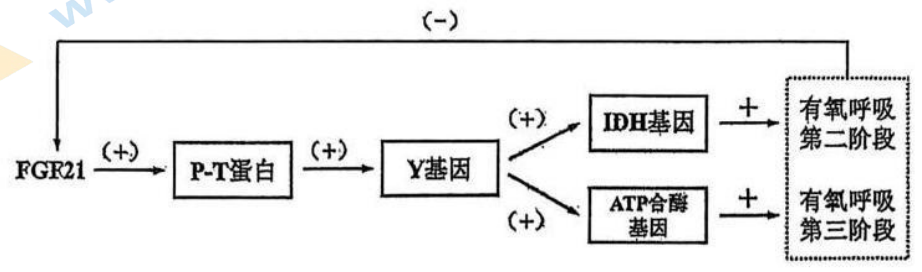 (-)
FGF21
(+)
P-T蛋白
(+)
Y基因
(+)
IDH基因
+
有氧呼吸
第二阶段
(+)
ATP合酶
基因
+
有氧呼吸
第三阶段